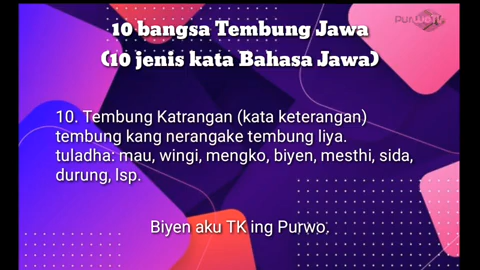 PurWoTV
10 bangsa Tembung Jawa
(10 jenis kata Bahasa Jawa)
10. Tembung Katrangan (kata keterangan)
tembung kang nerangake tembung liya.
tuladha: mau, wingi, mengko, biyen, mesthi, sida,
durung, lsp.
Biyen aku TK ing Purwo.